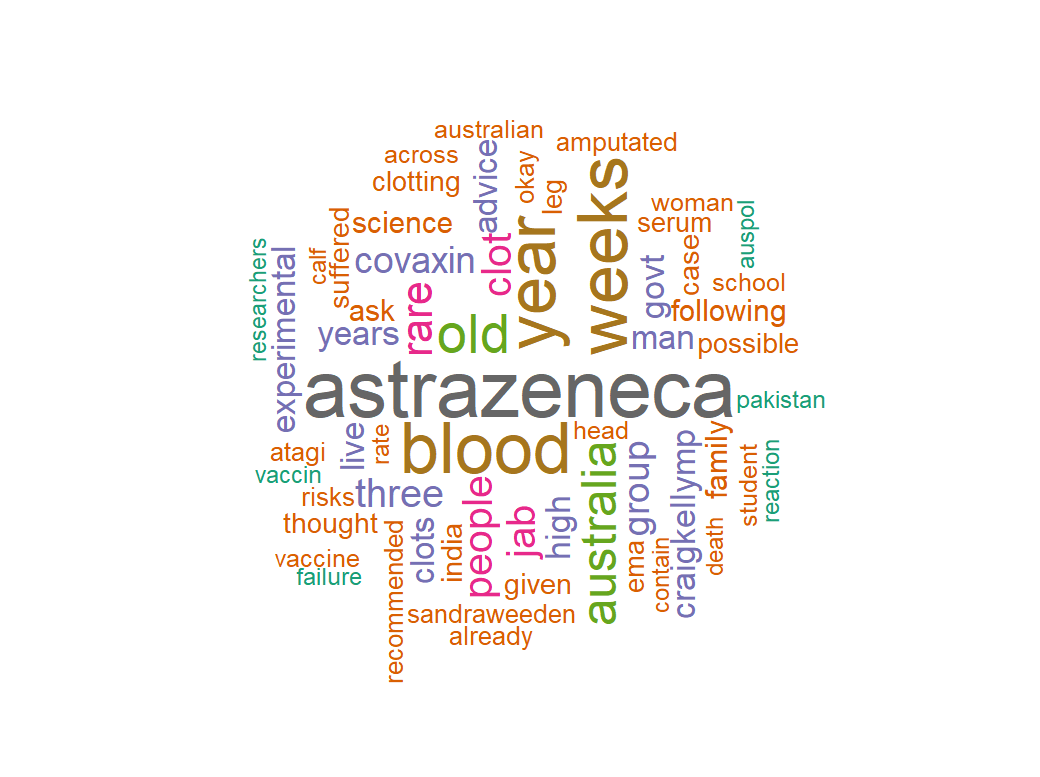 australian
amputated
across
advice
okay
clotting
leg
weeks
woman
auspol
science
serum
suffered
year
clot
case
researchers
calf
covaxin
govt
school
experimental
ask
rare
following
years
old
man
possible
astrazeneca
pakistan
blood
head
atagi
live
rate
australia
group
craigkellymp
family
student
reaction
vaccin
risks
three
people
jab
high
thought
clots
india
ema
contain
death
vaccine
failure
recommended
given
sandraweeden
already